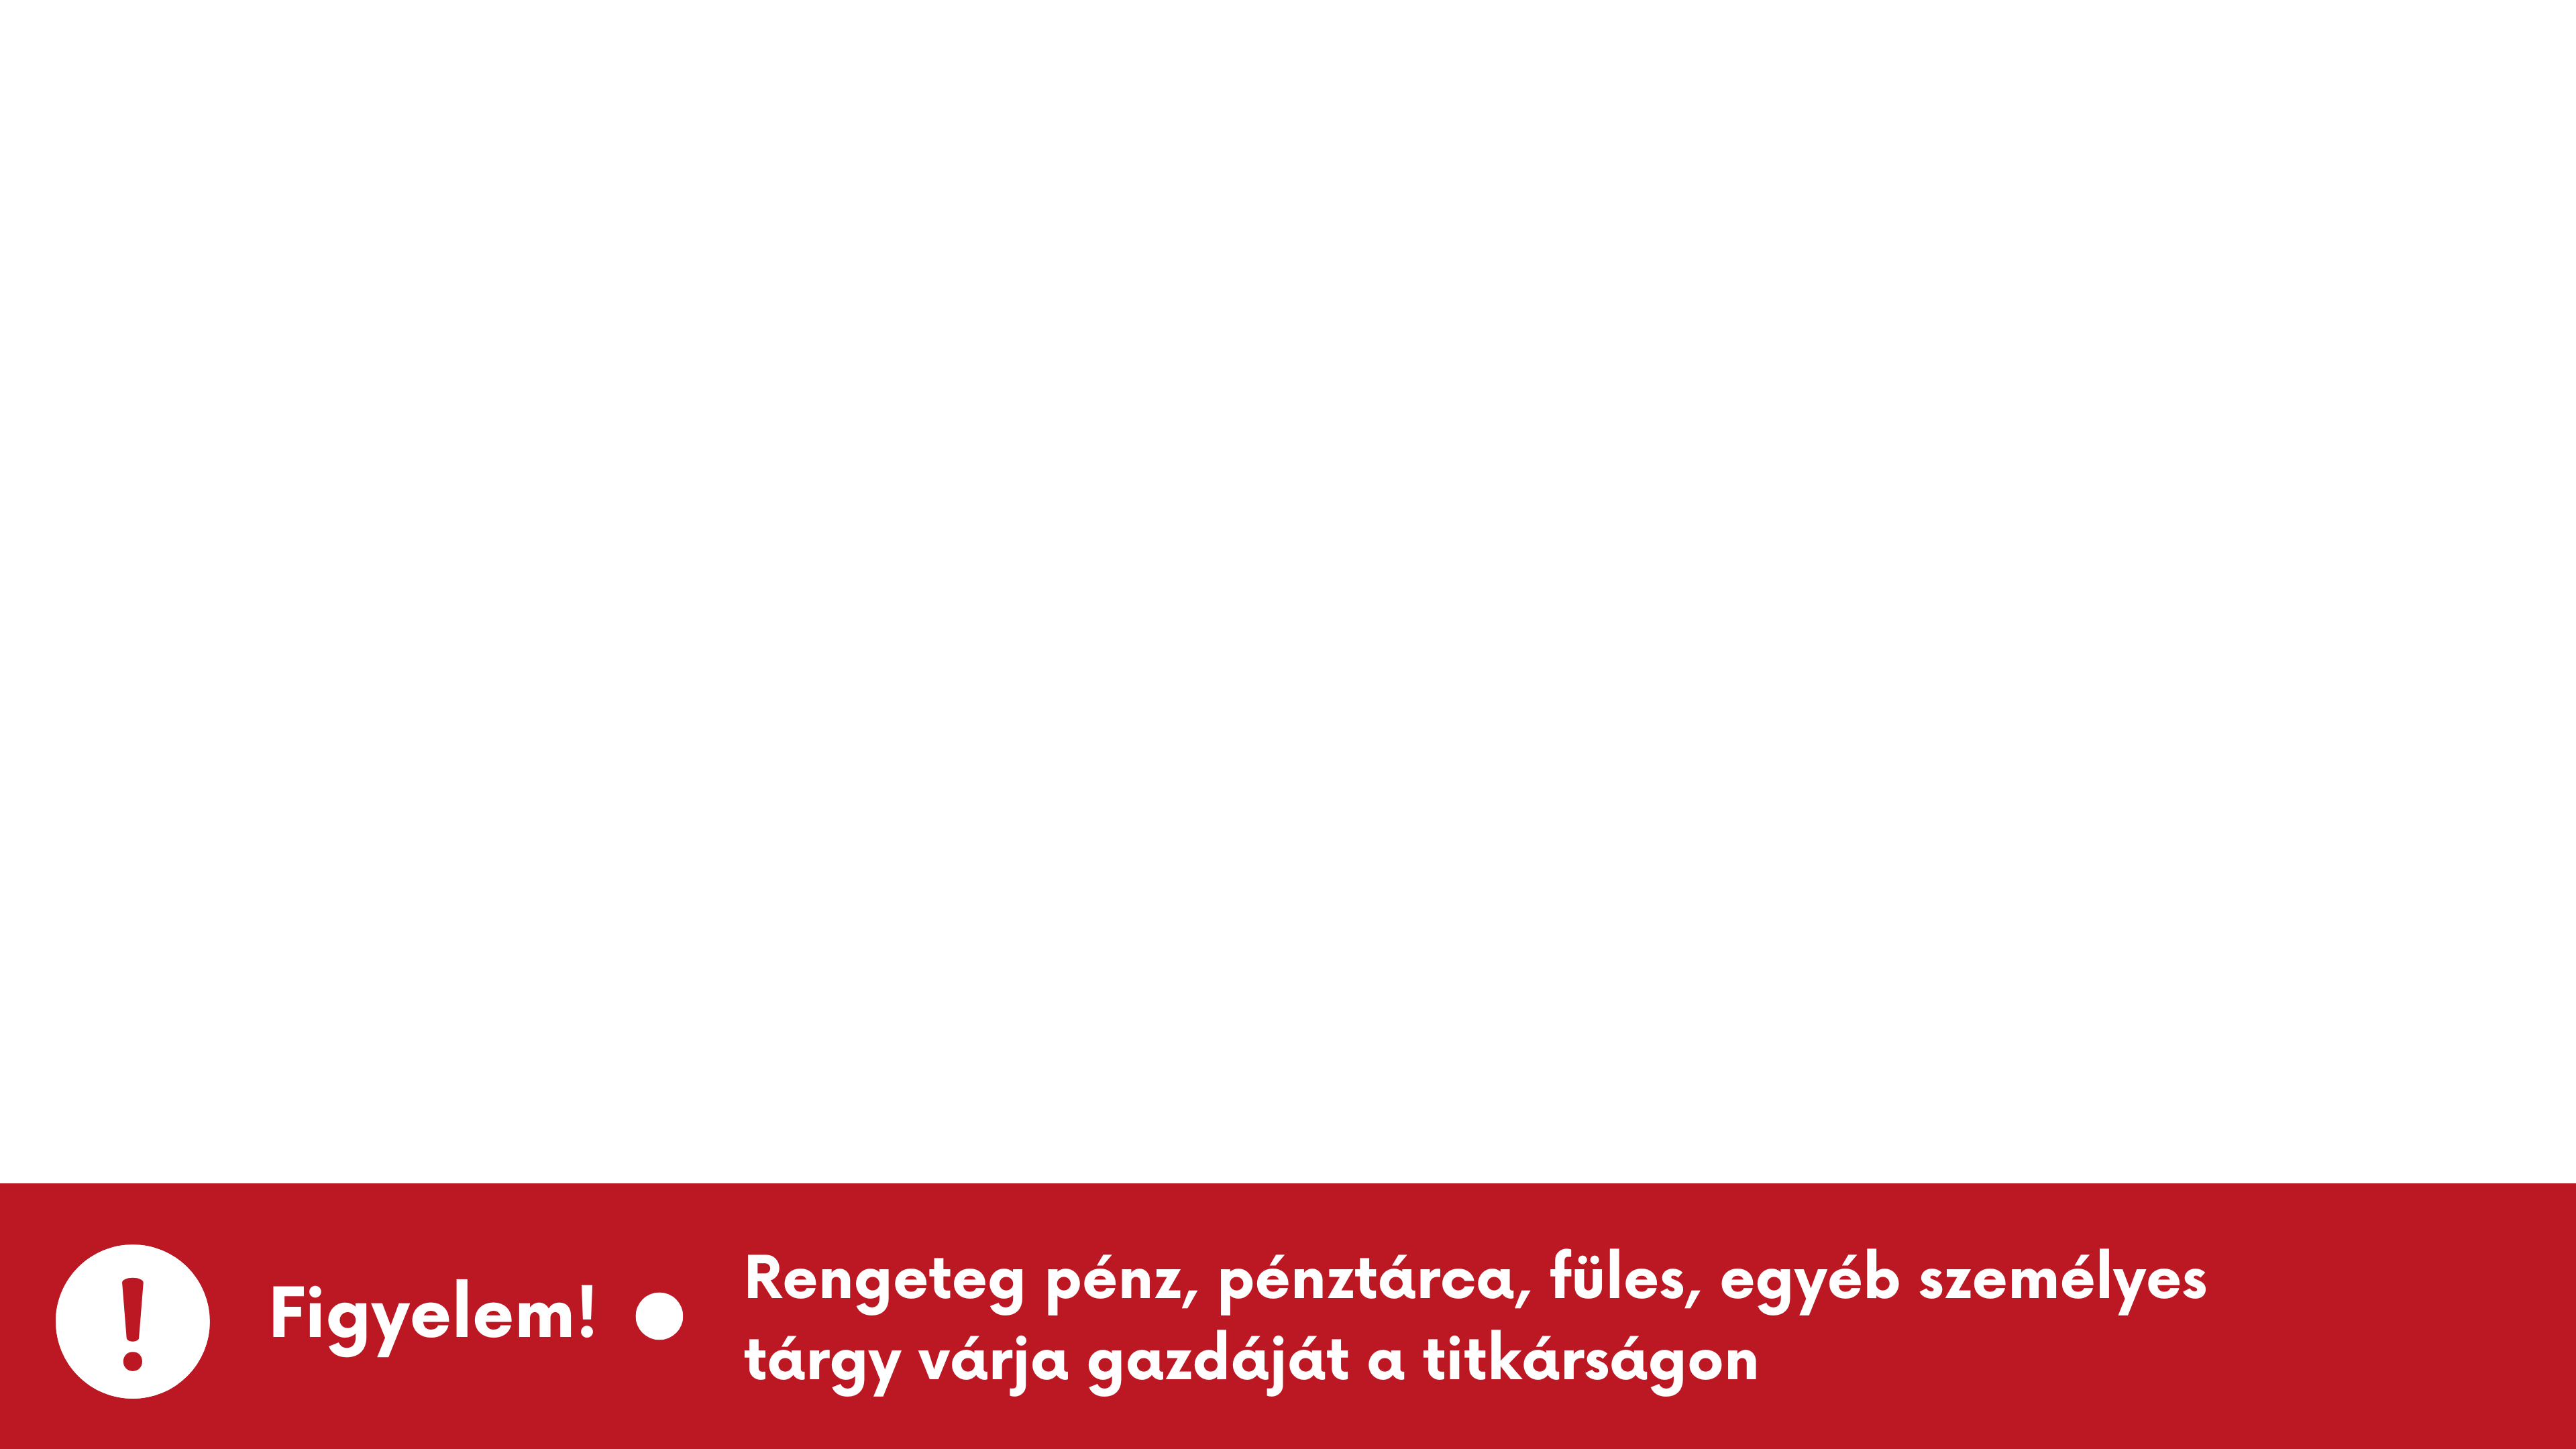 Figyelem!
Rengeteg pénz, pénztárca, füles, egyéb személyes
tárgy várja gazdáját a titkárságon